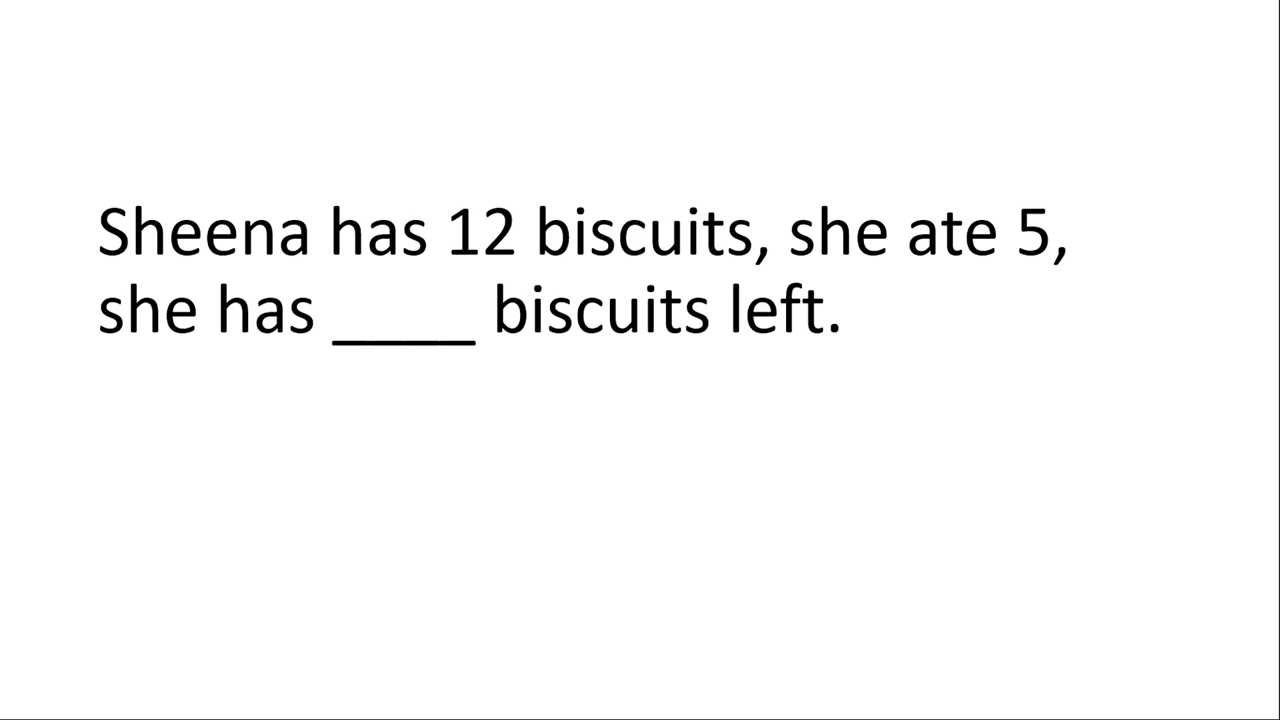 Sheena has 12 biscuits, she ate 5,
she has ____ biscuits left.